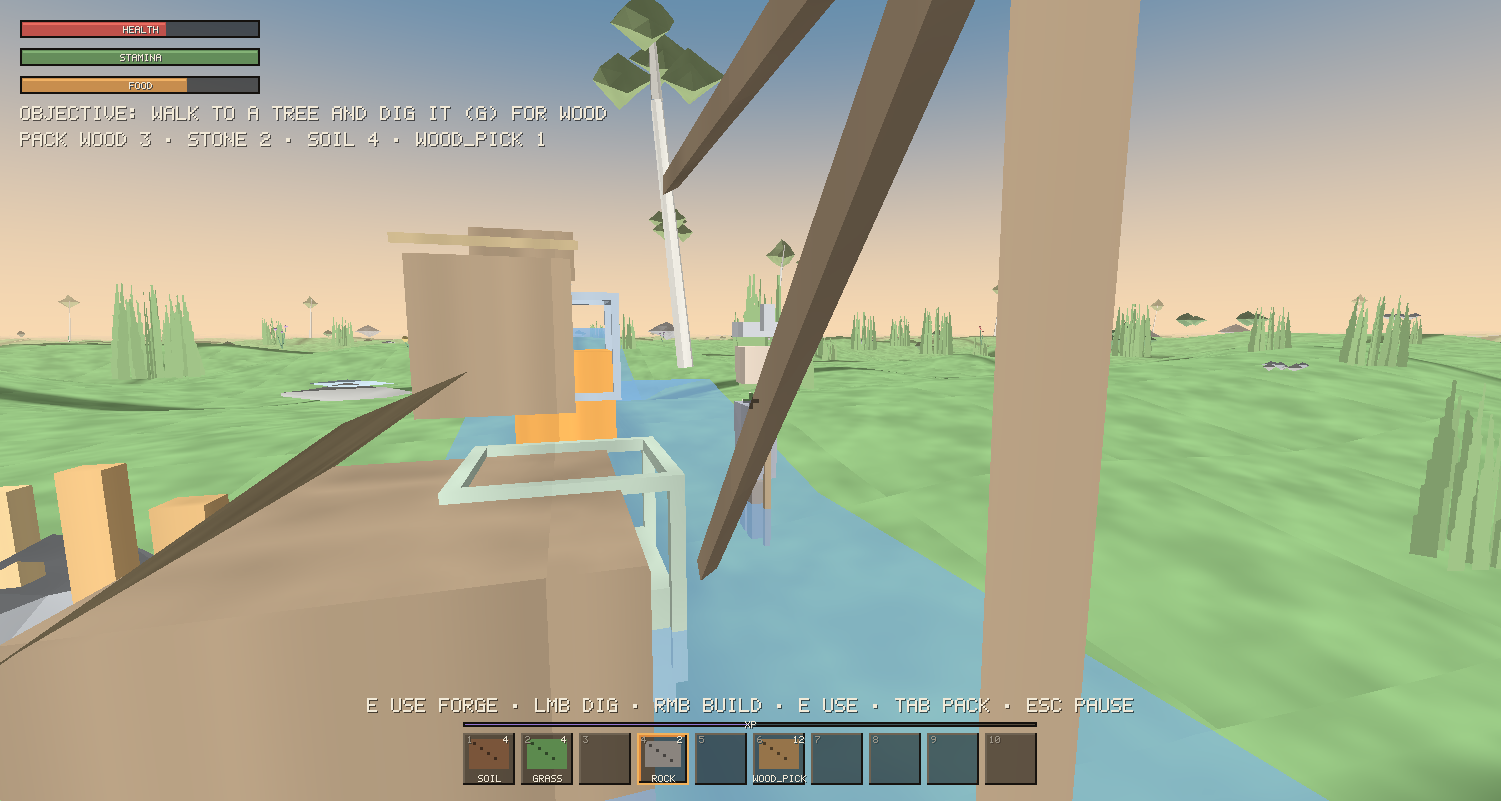 HEALTH
STAMINA
FOOD
OBJECTIVE: WALK TO A TREE AND DIG IT (G) FOR WOOD
PACK WOOD 3 · STONE 2 · SOIL 4 · WOOD_PICK 1
E USE FORGE · LMB DIG · RMB BUILD · E USE · TAB PACK · ESC PAUSE
XP
1 4 2 4 3 4 2 5 6 12 7 8 9 10
SOIL GRASS ROCK WOOD_PICK